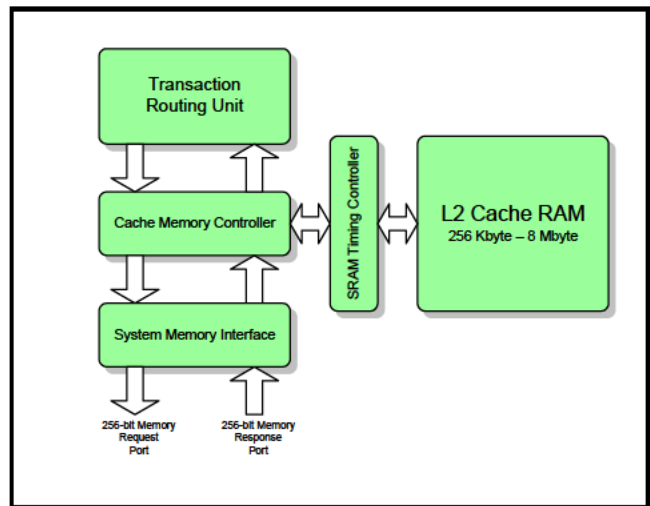 Transaction
Routing Unit
Cache Memory Controller
SRAM Timing Controller
L2 Cache RAM
256 Kbyte – 8 Mbyte
System Memory Interface
256-bit Memory
Request
Port
256-bit Memory
Response
Port